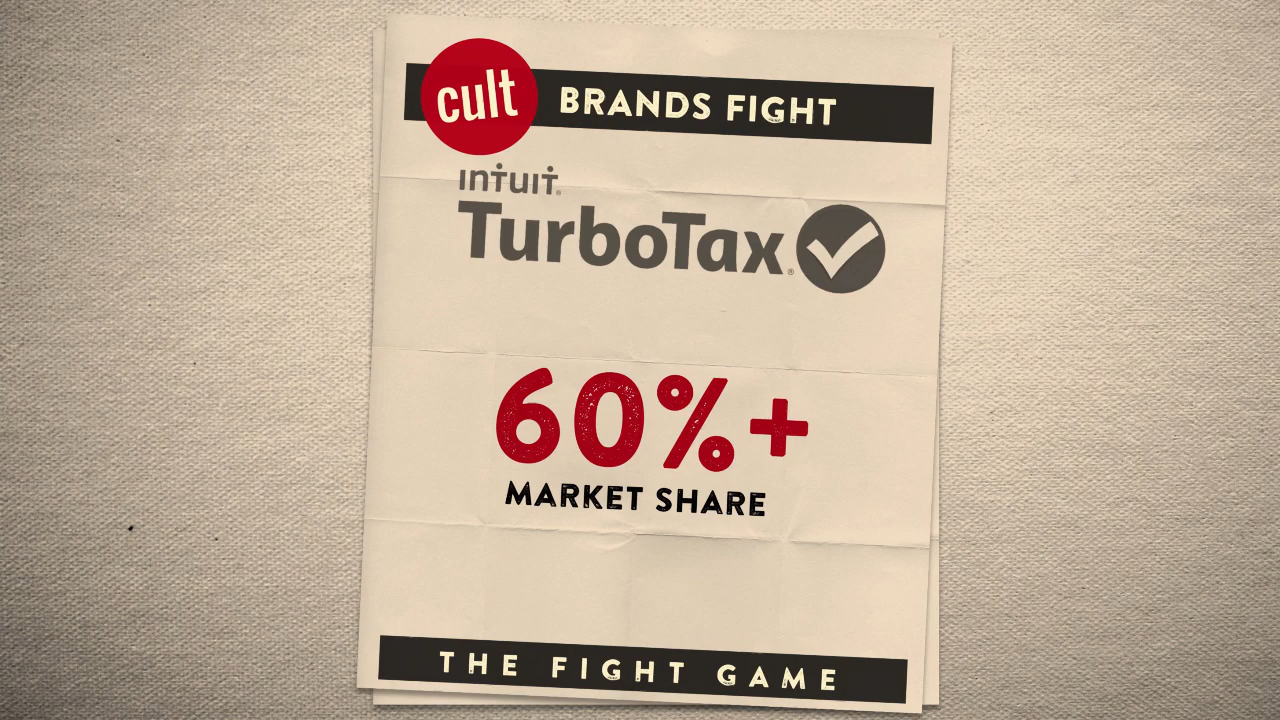 cult BRANDS FIGHT
intuit®
TurboTax®
60%+
MARKET SHARE
THE FIGHT GAME